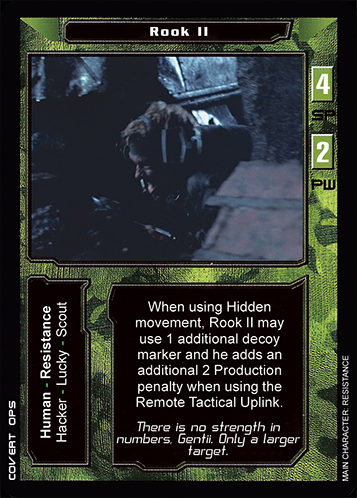 Rook II
4
SP
2
PW
Human - Resistance
Hacker - Lucky - Scout
When using Hidden
movement, Rook II may
use 1 additional decoy
marker and he adds an
additional 2 Production
penalty when using the
Remote Tactical Uplink.
There is no strength in
numbers, Gentii. Only a larger
target.
COVERT OPS
MAIN CHARACTER: RESISTANCE